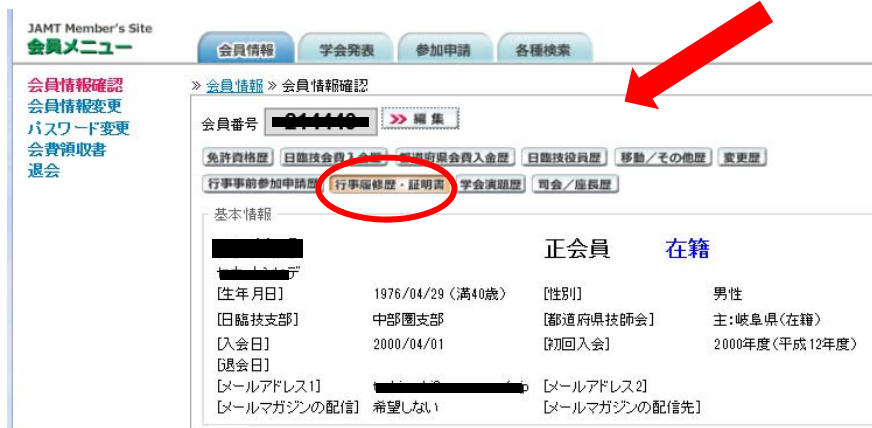 JAMT Member's Site
会員メニュー
会員情報 学会発表 参加申請 各種検索
会員情報確認
会員情報変更
パスワード変更
会費領収書
退会
» 会員情報 » 会員情報確認
会員番号 >> 編集
免許資格歴 日臨技会費入金歴 都道府県会費入金歴 日臨技役員歴 移動/その他歴 変更歴
行事事前参加申請歴 行事履修歴・証明書 学会演題歴 司会/座長歴
基本情報
正会員 在籍
[生年月日] 1976/04/29 (満40歳) [性別] 男性
[日臨技支部] 中部圏支部 [都道府県技師会] 主:岐阜県(在籍)
[入会日] 2000/04/01 [初回入会] 2000年度(平成12年度)
[退会日]
[メールアドレス1] [メールアドレス2]
[メールマガジンの配信] 希望しない [メールマガジンの配信先]